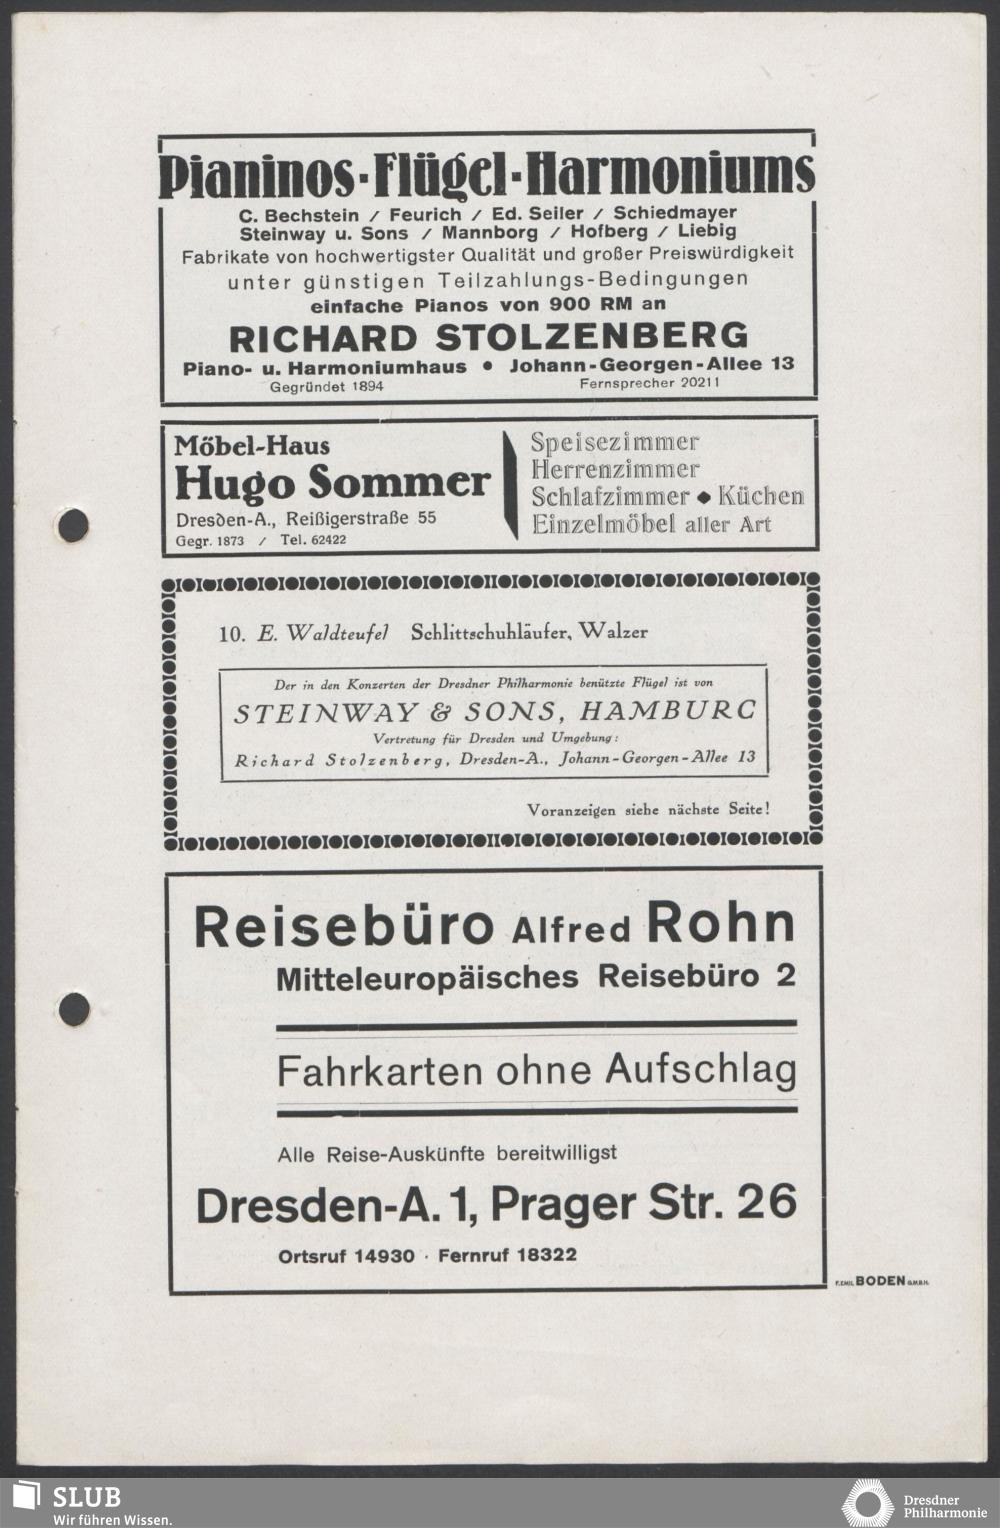 Pianinos-Flügel-Harmoniums
C. Bechstein / Feurich / Ed. Seiler / Schiedmayer
Steinway u. Sons / Mannborg / Hofberg / Liebig
Fabrikate von hochwertigster Qualität und großer Preiswürdigkeit
unter günstigen Teilzahlungs-Bedingungen
einfache Pianos von 900 RM an
RICHARD STOLZENBERG
Piano- u. Harmoniumhaus • Johann-Georgen-Allee 13
Gegründet 1894 Fernsprecher 20211
Möbel-Haus
Hugo Sommer
Dresden-A., Reißigerstraße 55
Gegr. 1873 / Tel. 62422
Speisezimmer
Herrenzimmer
Schlafzimmer ◆ Küchen
Einzelmöbel aller Art
10. E. Waldteufel Schlittschuhläufer, Walzer
Der in den Konzerten der Dresdner Philharmonie benützte Flügel ist von
STEINWAY & SONS, HAMBURG
Vertretung für Dresden und Umgebung:
Richard Stolzenberg, Dresden-A., Johann-Georgen-Allee 13
Voranzeigen siehe nächste Seite!
Reisebüro Alfred Rohn
Mitteleuropäisches Reisebüro 2
Fahrkarten ohne Aufschlag
Alle Reise-Auskünfte bereitwilligst
Dresden-A. 1, Prager Str. 26
Ortsruf 14930 · Fernruf 18322
F. EMIL BODEN G.M.B.H.
SLUB
Wir führen Wissen.
Dresdner
Philharmonie